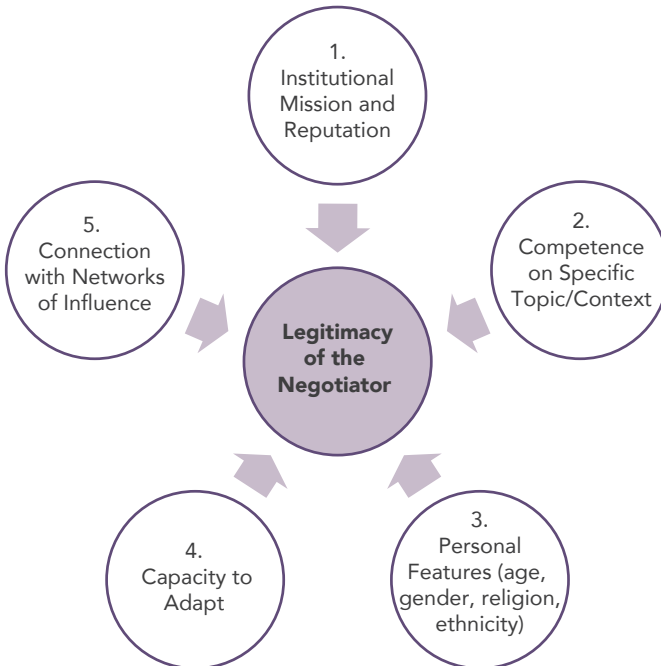 1.
Institutional
Mission and
Reputation
2.
Competence
on Specific
Topic/Context
3.
Personal
Features (age,
gender, religion,
ethnicity)
4.
Capacity to
Adapt
5.
Connection
with Networks
of Influence
Legitimacy
of the
Negotiator